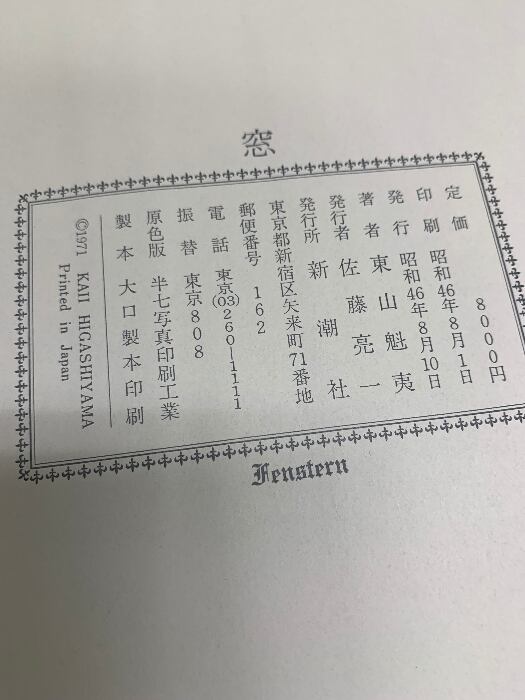 窓
定価 8000円
印刷 昭和46年8月1日
発行 昭和46年8月10日
著者 東山魁夷
発行者 佐藤亮一
発行所 新潮社
東京都新宿区矢来町71番地
郵便番号 162
電話 東京(03)260―1111
振替 東京808
原色版 半七写真印刷工業
製本 大口製本印刷
©1971 KAII HIGASHIYAMA
Printed in Japan
Fenstern